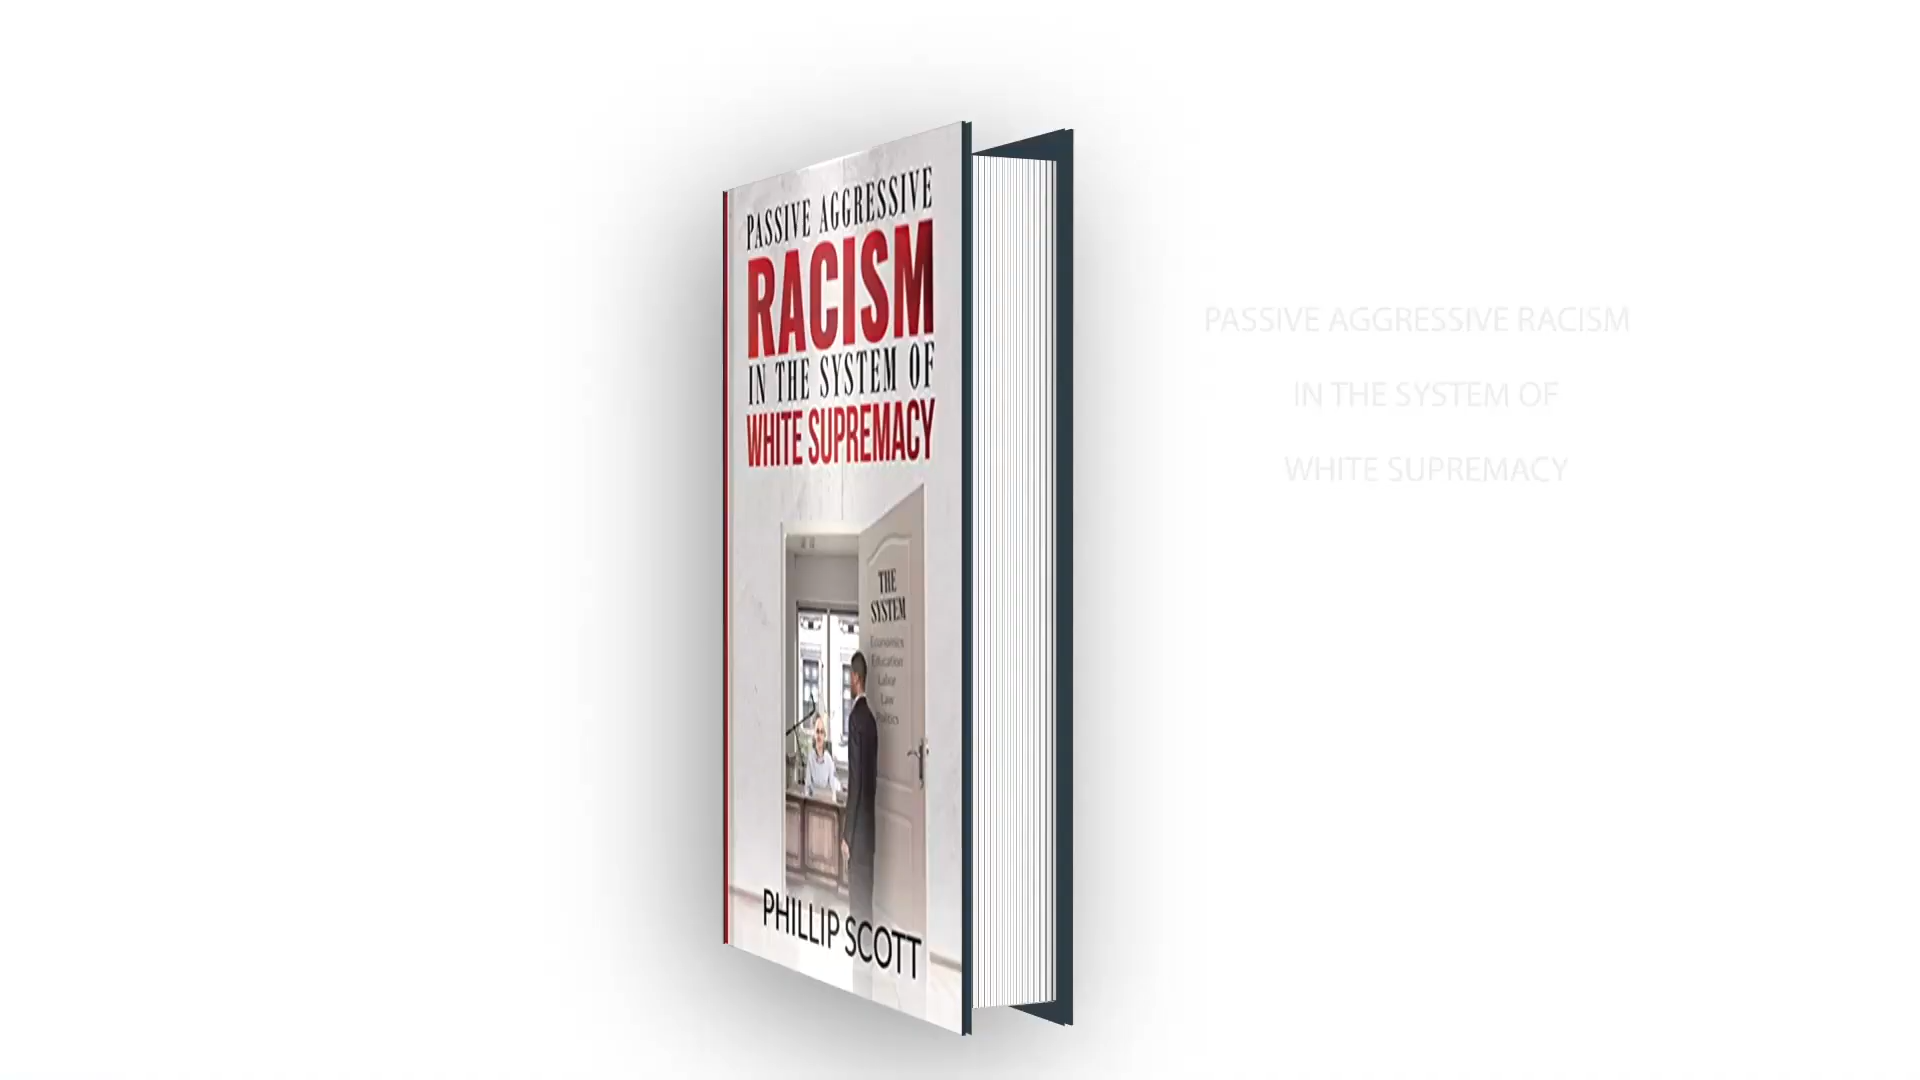 PASSIVE AGGRESSIVE
RACISM
IN THE SYSTEM OF
WHITE SUPREMACY
THE
SYSTEM
Economics
Education
Labor
Law
Politics
PHILLIP SCOTT
PASSIVE AGGRESSIVE RACISM
IN THE SYSTEM OF
WHITE SUPREMACY